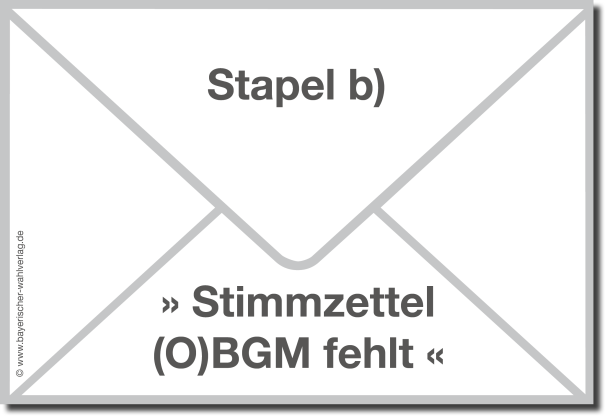 Stapel b)
» Stimmzettel
(O)BGM fehlt «
© www.bayerischer-wahlverlag.de